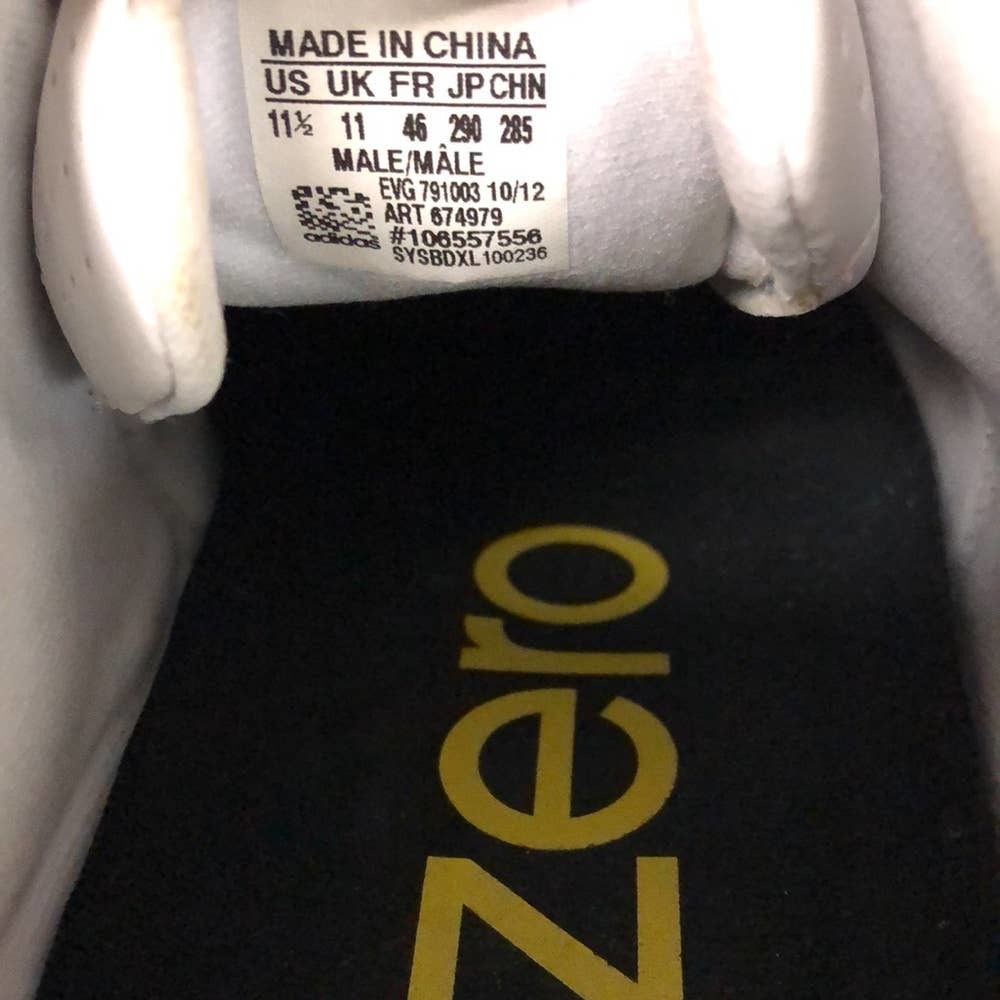 MADE IN CHINA
US UK FR JP CHN
11½ 11 46 290 285
MALE/MÂLE
EVG 791003 10/12
ART 674979
adidas #106557556
SYSBDXL100236
zero